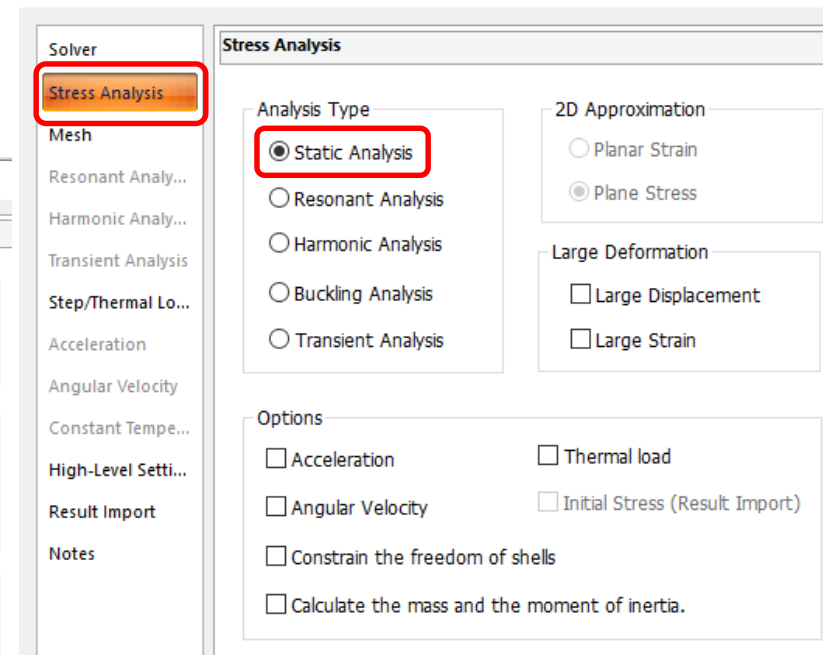 Solver
Stress Analysis
Mesh
Resonant Analy...
Harmonic Analy...
Transient Analysis
Step/Thermal Lo...
Acceleration
Angular Velocity
Constant Tempe...
High-Level Setti...
Result Import
Notes
Stress Analysis
Analysis Type
Static Analysis
Resonant Analysis
Harmonic Analysis
Buckling Analysis
Transient Analysis
2D Approximation
Planar Strain
Plane Stress
Large Deformation
Large Displacement
Large Strain
Options
Acceleration
Thermal load
Angular Velocity
Initial Stress (Result Import)
Constrain the freedom of shells
Calculate the mass and the moment of inertia.